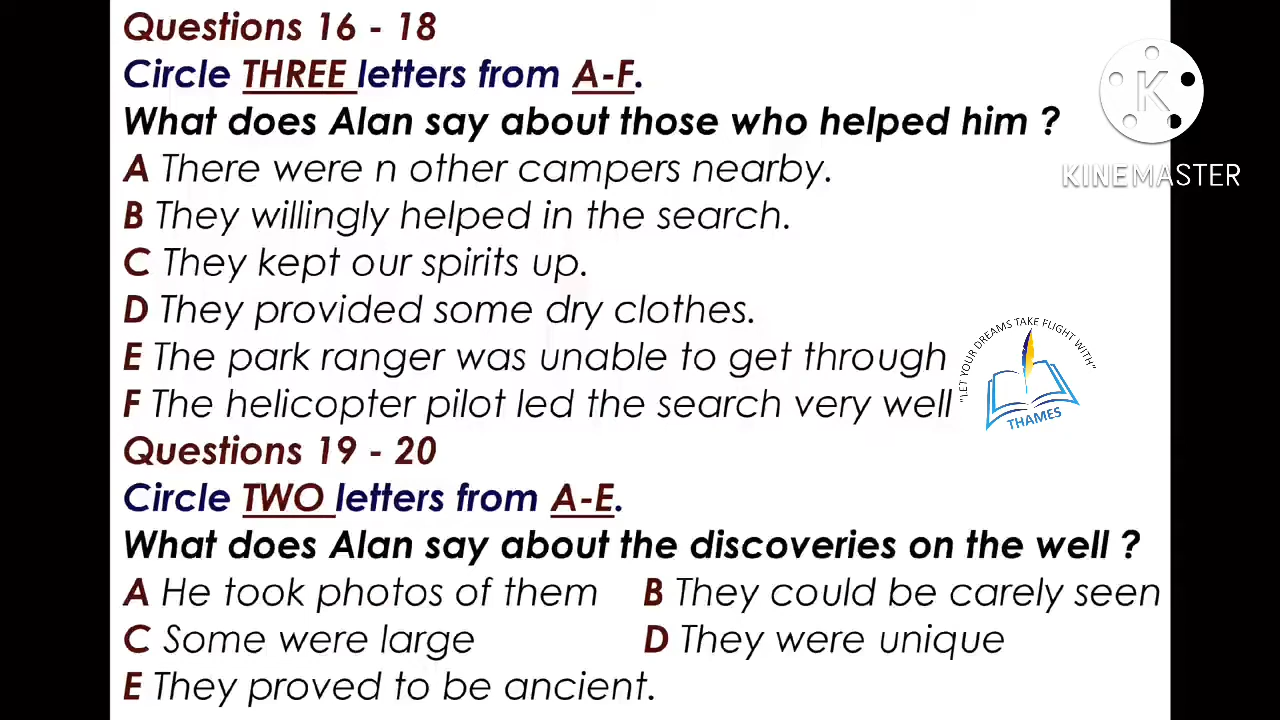 Questions 16 - 18
Circle THREE letters from A-F.
What does Alan say about those who helped him ?
A There were n other campers nearby.
B They willingly helped in the search.
C They kept our spirits up.
D They provided some dry clothes.
E The park ranger was unable to get through
F The helicopter pilot led the search very well
Questions 19 - 20
Circle TWO letters from A-E.
What does Alan say about the discoveries on the well ?
A He took photos of them B They could be carely seen
C Some were large D They were unique
E They proved to be ancient.
K
KINEMASTER
"LET YOUR DREAMS TAKE FLIGHT WITH"
THAMES